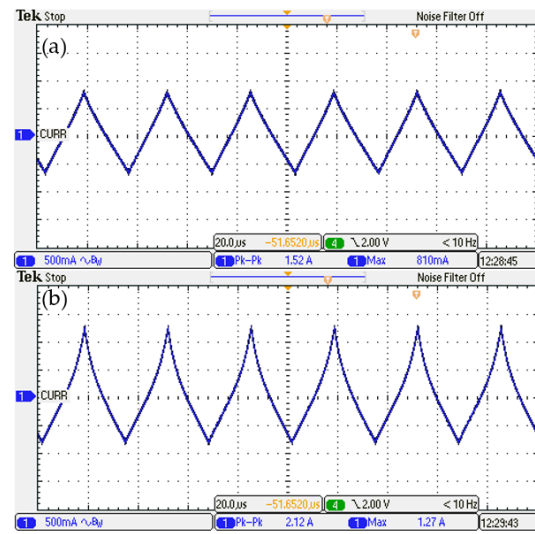 Tek Stop Noise Filter Off
(a)
1 CURR
20.0µs -51.6520µs 4 2.00 V < 10 Hz
1 500mA BW 1 Pk-Pk 1.52 A 1 Max 810mA 12:28:45
Tek Stop Noise Filter Off
(b)
1 CURR
20.0µs -51.6520µs 4 2.00 V < 10 Hz
1 500mA BW 1 Pk-Pk 2.12 A 1 Max 1.27 A 12:29:43